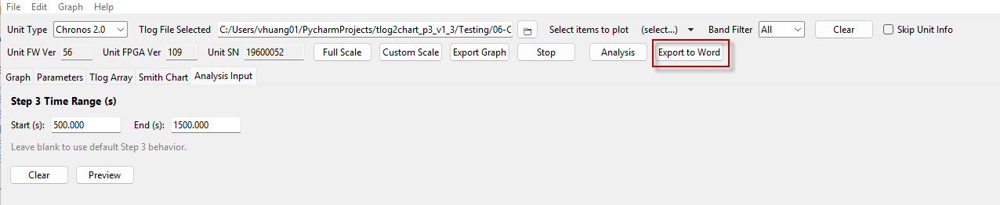 File Edit Graph Help
Unit Type Chronos 2.0 Tlog File Selected C:/Users/vhuang01/PycharmProjects/tlog2chart_p3_v1_3/Testing/06-C Select items to plot (select...) Band Filter All Clear Skip Unit Info
Unit FW Ver 56 Unit FPGA Ver 109 Unit SN 19600052 Full Scale Custom Scale Export Graph Stop Analysis Export to Word
Graph Parameters Tlog Array Smith Chart Analysis Input
Step 3 Time Range (s)
Start (s): 500.000 End (s): 1500.000
Leave blank to use default Step 3 behavior.
Clear Preview